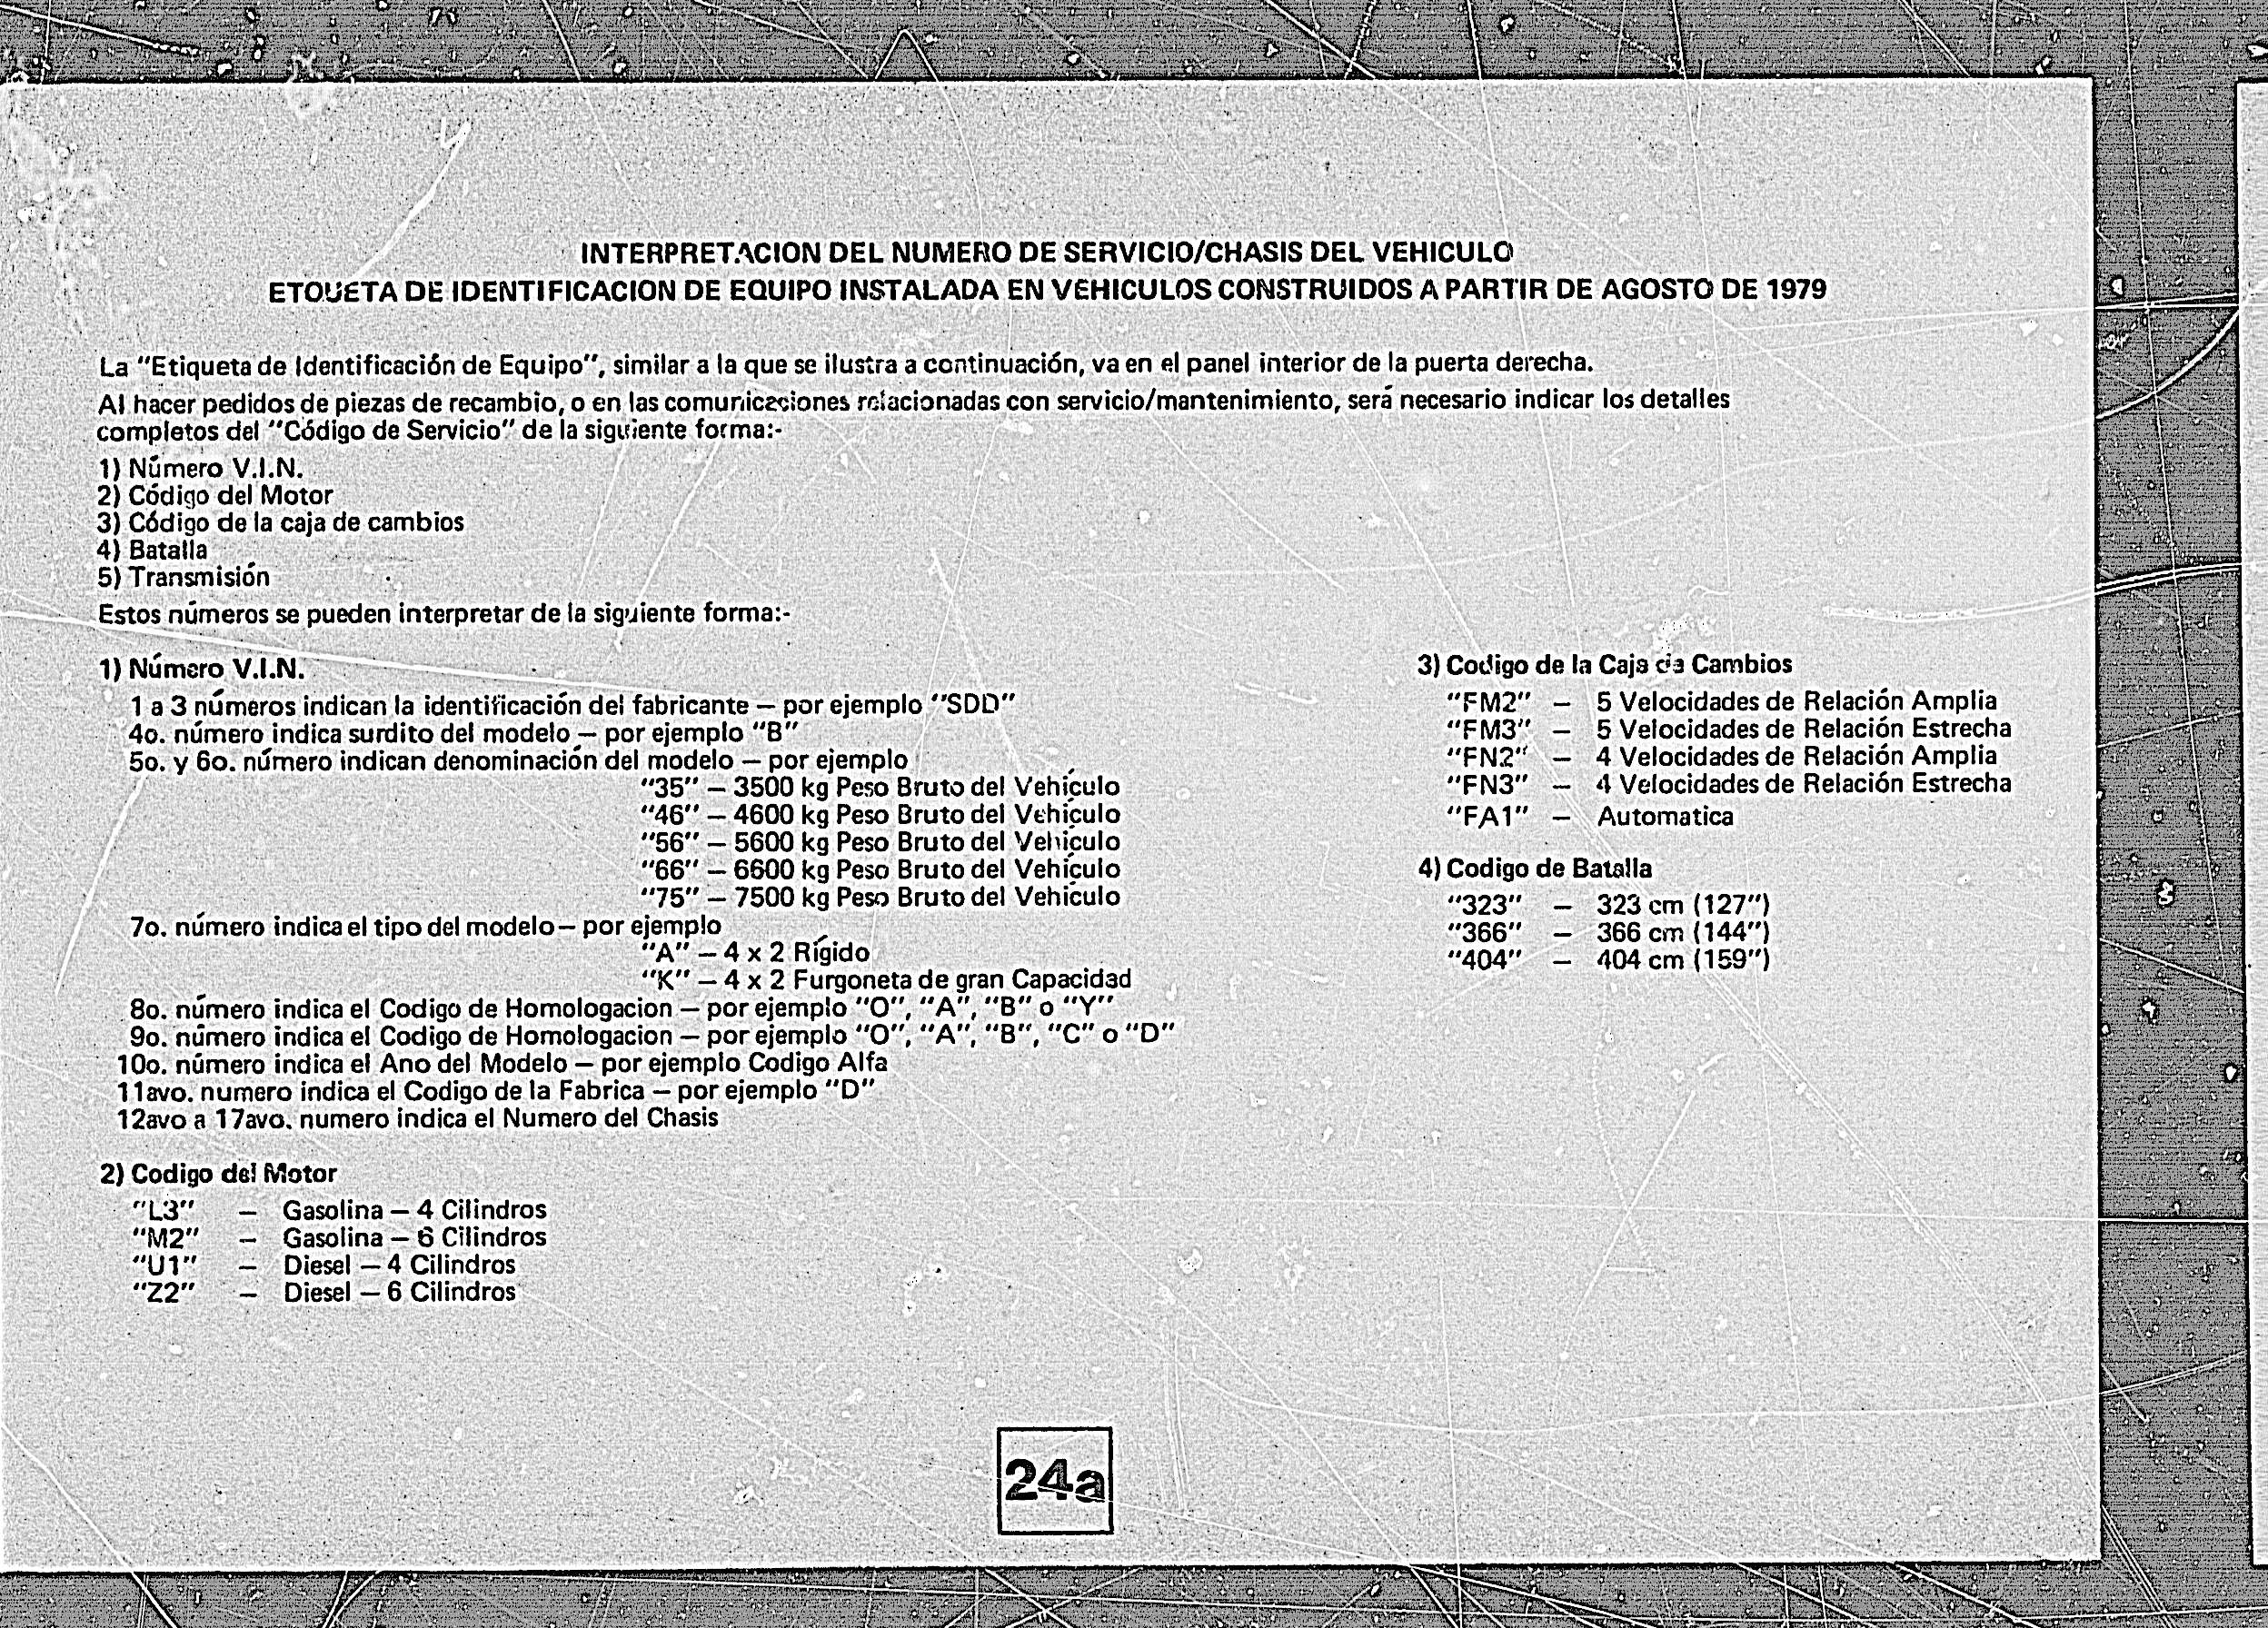 INTERPRETACION DEL NUMERO DE SERVICIO/CHASIS DEL VEHICULO
ETOUETA DE IDENTIFICACION DE EQUIPO INSTALADA EN VEHICULOS CONSTRUIDOS A PARTIR DE AGOSTO DE 1979
La "Etiqueta de Identificación de Equipo", similar a la que se ilustra a continuación, va en el panel interior de la puerta derecha.
Al hacer pedidos de piezas de recambio, o en las comunicaciones relacionadas con servicio/mantenimiento, será necesario indicar los detalles
completos del "Código de Servicio" de la siguiente forma:-
1) Número V.I.N.
2) Código del Motor
3) Código de la caja de cambios
4) Batalla
5) Transmisión
Estos números se pueden interpretar de la siguiente forma:-
1) Número V.I.N.
1 a 3 números indican la identificación del fabricante — por ejemplo "SDD"
4o. número indica surdito del modelo — por ejemplo "B"
5o. y 6o. número indican denominación del modelo — por ejemplo
"35" — 3500 kg Peso Bruto del Vehículo
"46" — 4600 kg Peso Bruto del Vehículo
"56" — 5600 kg Peso Bruto del Vehículo
"66" — 6600 kg Peso Bruto del Vehículo
"75" — 7500 kg Peso Bruto del Vehículo
7o. número indica el tipo del modelo — por ejemplo
"A" — 4 x 2 Rígido
"K" — 4 x 2 Furgoneta de gran Capacidad
8o. número indica el Codigo de Homologacion — por ejemplo "O", "A", "B" o "Y"
9o. número indica el Codigo de Homologacion — por ejemplo "O", "A", "B", "C" o "D"
10o. número indica el Ano del Modelo — por ejemplo Codigo Alfa
11avo. numero indica el Codigo de la Fabrica — por ejemplo "D"
12avo a 17avo. numero indica el Numero del Chasis
2) Codigo del Motor
"L3" — Gasolina — 4 Cilindros
"M2" — Gasolina — 6 Cilindros
"U1" — Diesel — 4 Cilindros
"Z2" — Diesel — 6 Cilindros
3) Codigo de la Caja de Cambios
"FM2" — 5 Velocidades de Relación Amplia
"FM3" — 5 Velocidades de Relación Estrecha
"FN2" — 4 Velocidades de Relación Amplia
"FN3" — 4 Velocidades de Relación Estrecha
"FA1" — Automatica
4) Codigo de Batalla
"323" — 323 cm (127")
"366" — 366 cm (144")
"404" — 404 cm (159")
24a